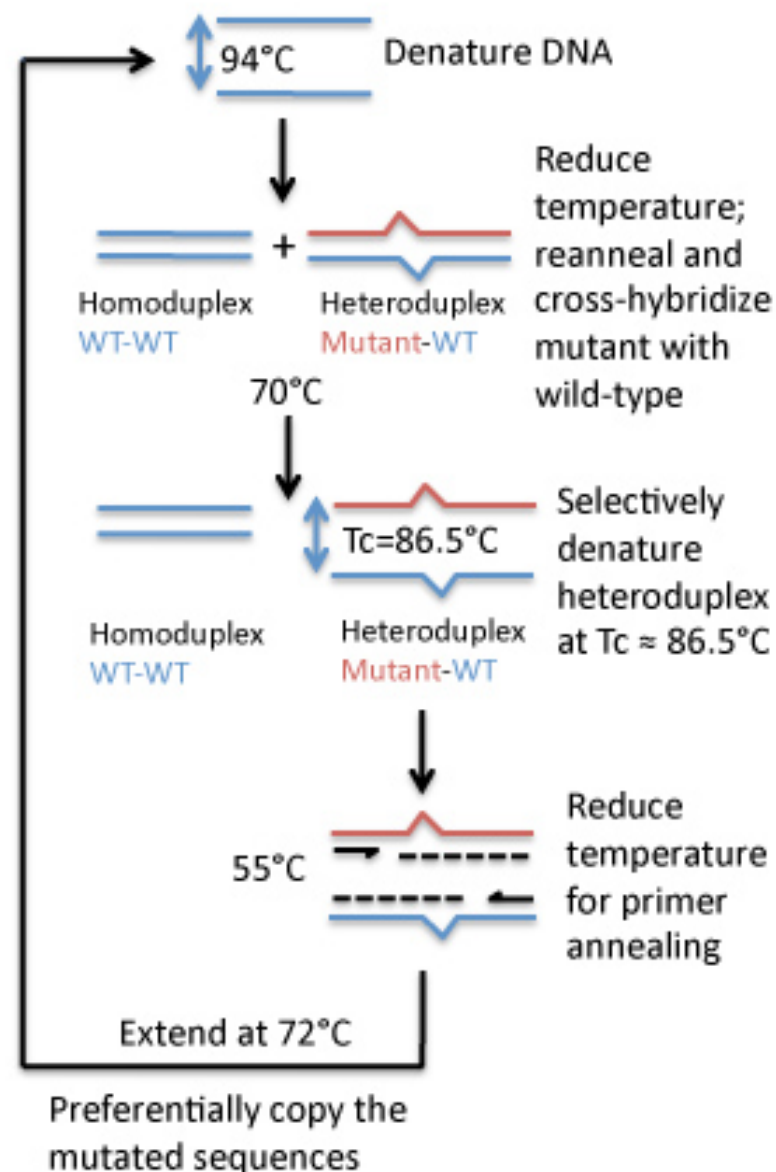 94°C
Denature DNA
Reduce
temperature;
reanneal and
cross-hybridize
mutant with
wild-type
+
Homoduplex
WT-WT
Heteroduplex
Mutant-WT
70°C
Tc=86.5°C
Selectively
denature
heteroduplex
at Tc ≈ 86.5°C
Homoduplex
WT-WT
Heteroduplex
Mutant-WT
55°C
Reduce
temperature
for primer
annealing
Extend at 72°C
Preferentially copy the
mutated sequences